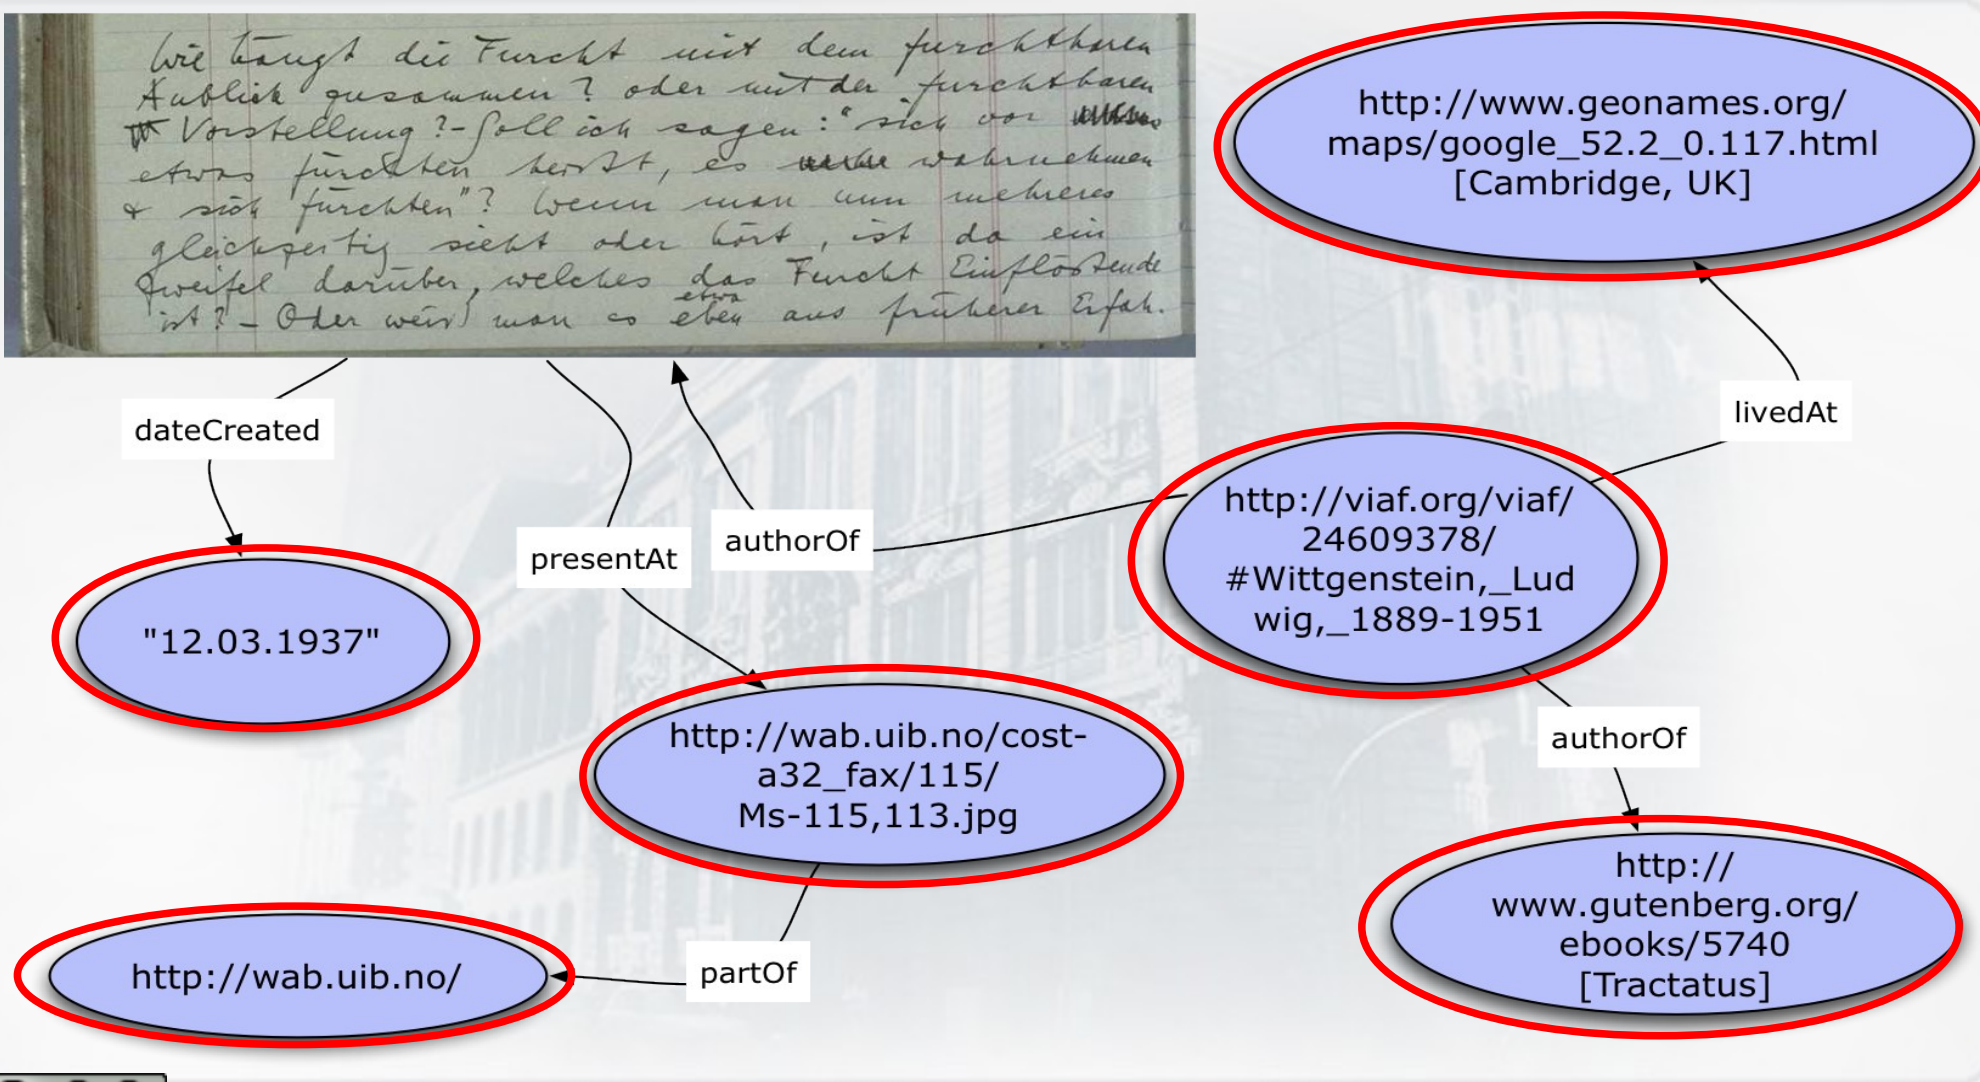 Wie hängt die Furcht mit dem furchtbaren
Anblick zusammen? oder mit der furchtbaren
Vorstellung? – Soll ich sagen: "sich vor
etwas fürchten heißt, es wahrnehmen
& sich fürchten"? Wenn man nun mehreres
gleichzeitig sieht oder hört, ist da ein
Zweifel darüber, welches das Furcht Einflößende
etwa
ist? – Oder weiß man es eben aus früherer Erfah-
http://www.geonames.org/
maps/google_52.2_0.117.html
[Cambridge, UK]
livedAt
dateCreated
presentAt
authorOf
http://viaf.org/viaf/
24609378/
#Wittgenstein,_Lud
wig,_1889-1951
"12.03.1937"
authorOf
http://wab.uib.no/cost-
a32_fax/115/
Ms-115,113.jpg
http://
www.gutenberg.org/
ebooks/5740
[Tractatus]
partOf
http://wab.uib.no/